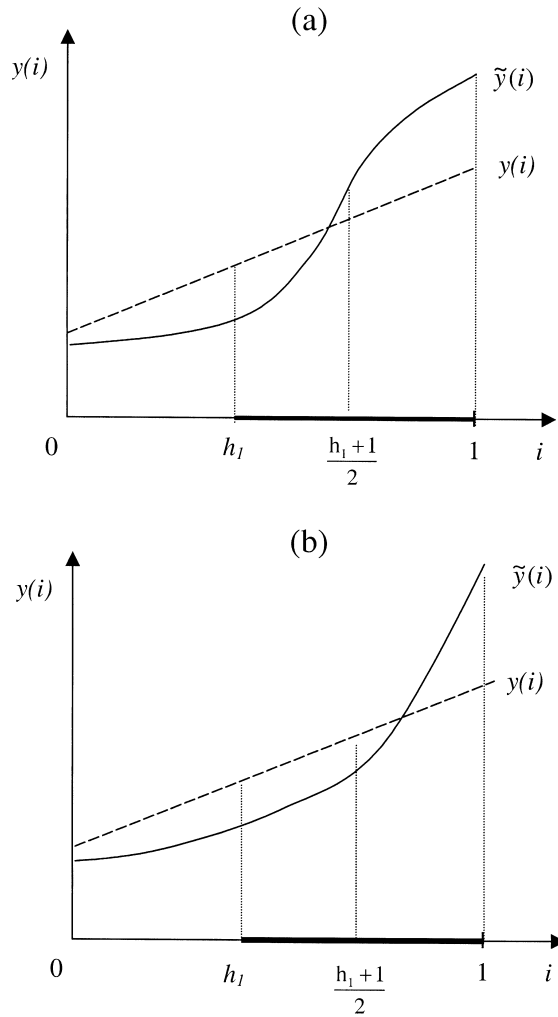 (a)
y(i)
ỹ(i)
y(i)
0
h₁
h₁ + 1
2
1
i
(b)
y(i)
ỹ(i)
y(i)
0
h₁
h₁ + 1
2
1
i